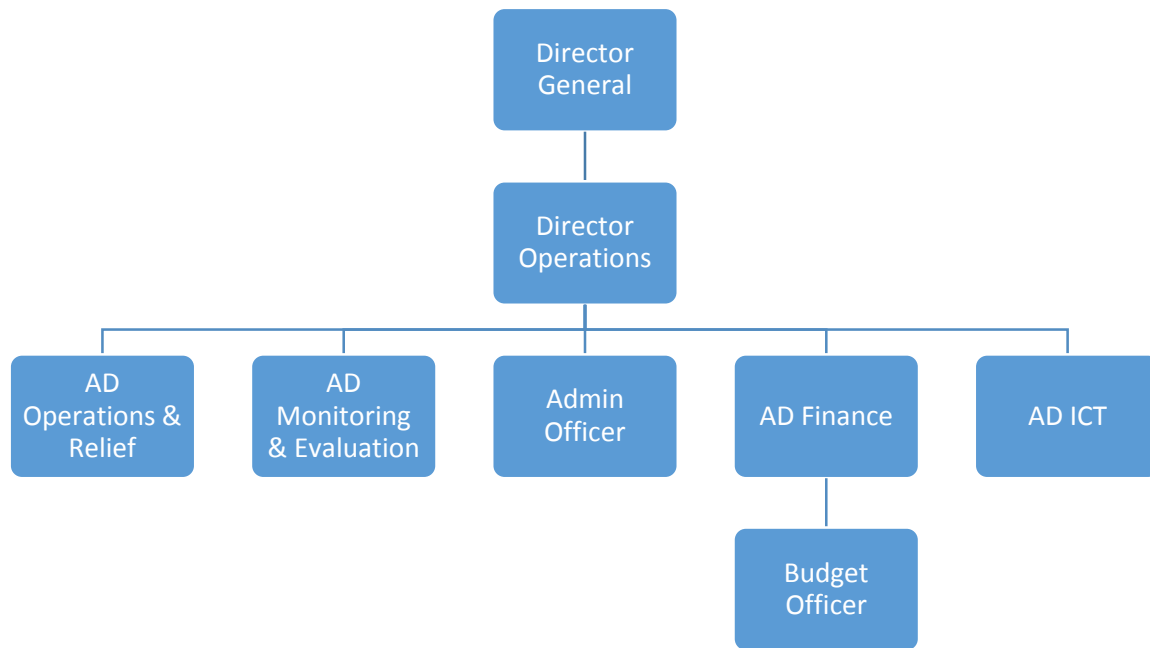 Director
General
Director
Operations
AD
Operations &
Relief
AD
Monitoring
& Evaluation
Admin
Officer
AD Finance
AD ICT
Budget
Officer